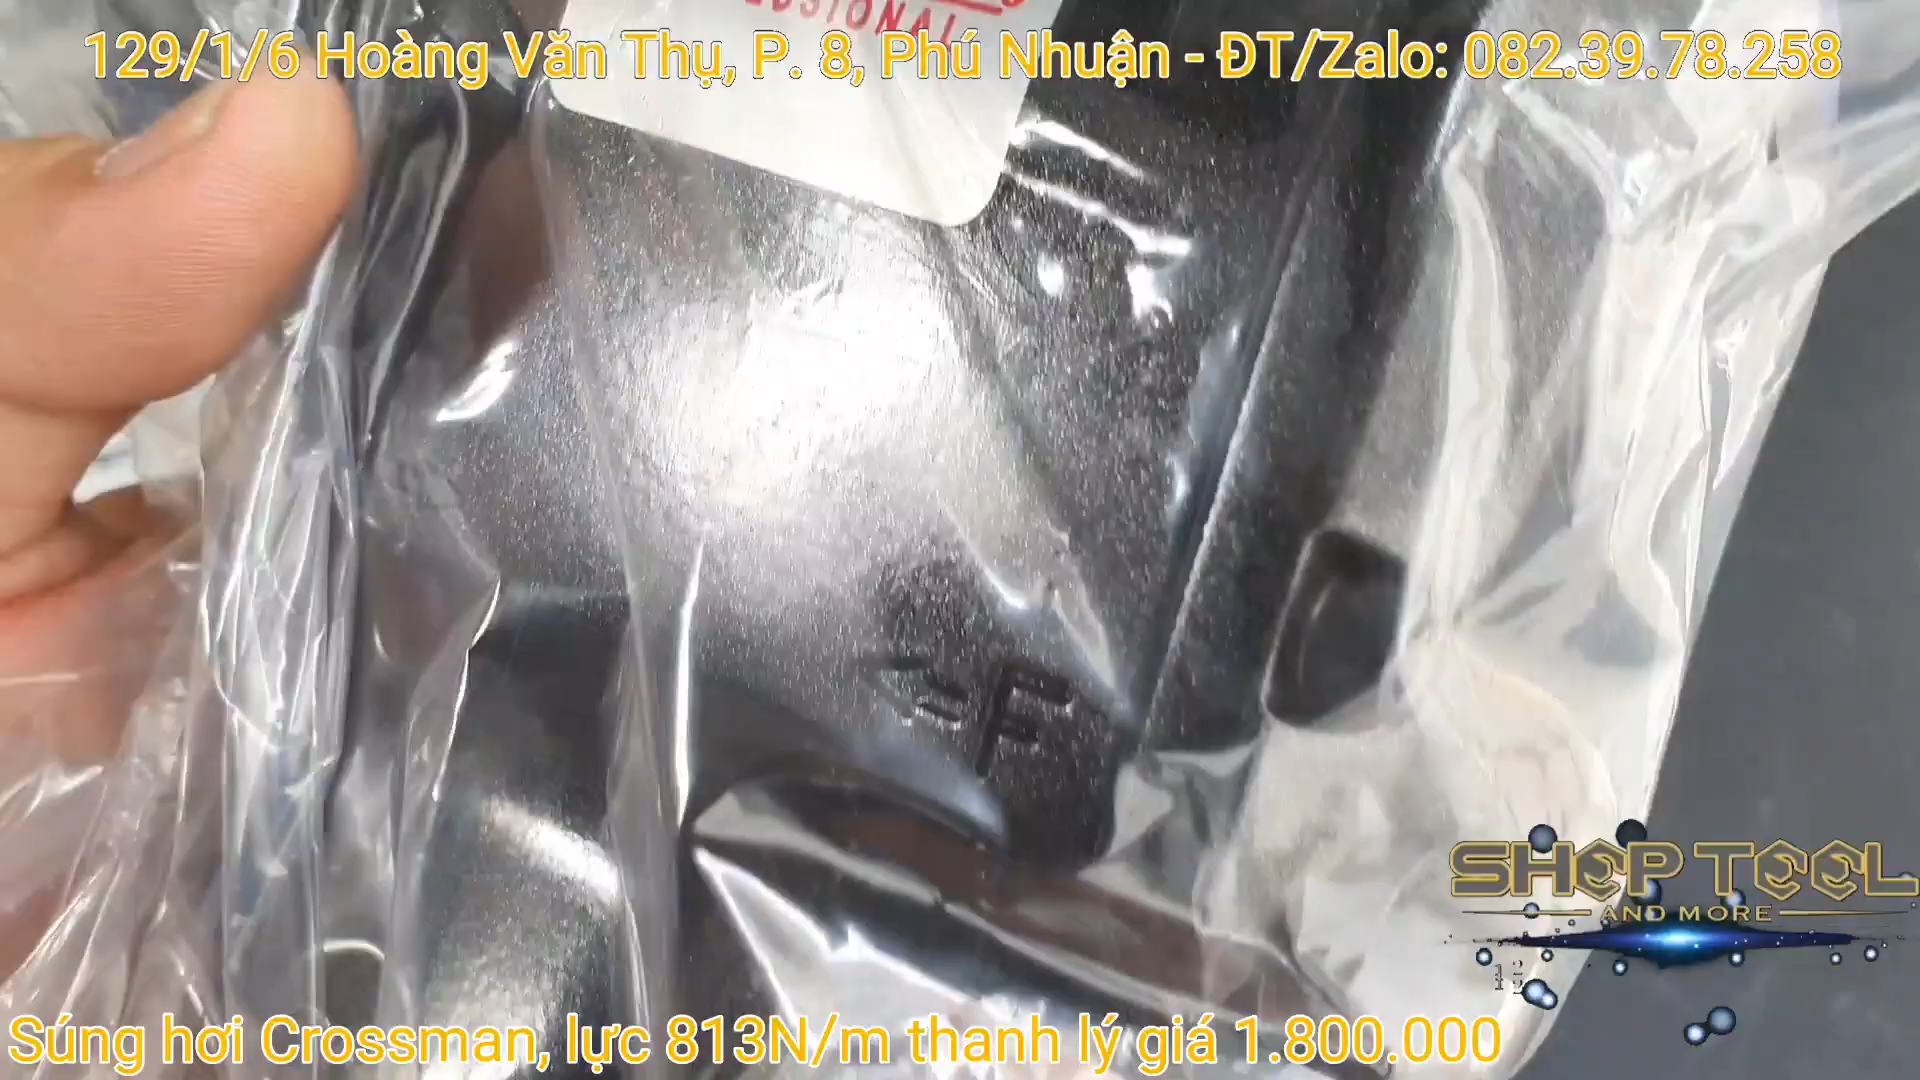 129/1/6 Hoàng Văn Thụ, P. 8, Phú Nhuận - ĐT/Zalo: 082.39.78.258
F
SHOP TOOL
AND MORE
Súng hơi Crossman, lực 813N/m thanh lý giá 1.800.000